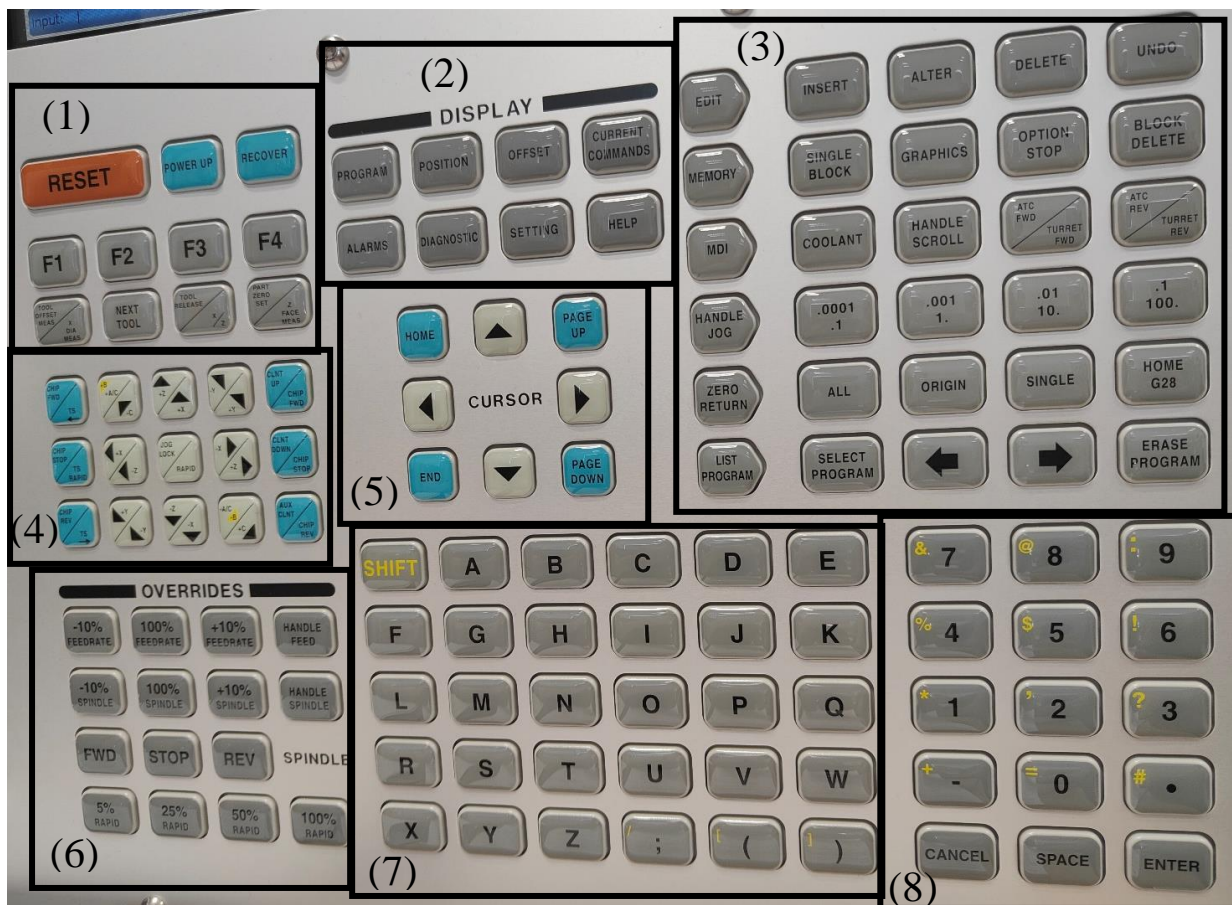 Input:
(1)
RESET
POWER UP
RECOVER
F1
F2
F3
F4
TOOL OFFSET MEAS
X DIA MEAS
NEXT TOOL
TOOL RELEASE
X/Z
PART ZERO SET
Z FACE MEAS
(2)
DISPLAY
PROGRAM
POSITION
OFFSET
CURRENT COMMANDS
ALARMS
DIAGNOSTIC
SETTING
HELP
(3)
EDIT
INSERT
ALTER
DELETE
UNDO
MEMORY
SINGLE BLOCK
GRAPHICS
OPTION STOP
BLOCK DELETE
MDI
COOLANT
HANDLE SCROLL
ATC FWD
TURRET FWD
ATC REV
TURRET REV
HANDLE JOG
.0001
.1
.001
1.
.01
10.
.1
100.
ZERO RETURN
ALL
ORIGIN
SINGLE
HOME G28
LIST PROGRAM
SELECT PROGRAM
ERASE PROGRAM
(4)
CHIP FWD
TS
+B
+A/C
-C
+Z
+X
-Y
+Y
CLNT UP
CHIP FWD
CHIP STOP
TS RAPID
+X
-Z
JOG LOCK
RAPID
-X
+Z
CLNT DOWN
CHIP STOP
CHIP REV
TS
+Y
-Y
-Z
-X
-A/C
-B
+C
AUX CLNT
CHIP REV
(5)
HOME
PAGE UP
CURSOR
END
PAGE DOWN
(6)
OVERRIDES
-10% FEEDRATE
100% FEEDRATE
+10% FEEDRATE
HANDLE FEED
-10% SPINDLE
100% SPINDLE
+10% SPINDLE
HANDLE SPINDLE
FWD
STOP
REV
SPINDLE
5% RAPID
25% RAPID
50% RAPID
100% RAPID
(7)
SHIFT A B C D E
F G H I J K
L M N O P Q
R S T U V W
X Y Z / ; [ ( ] )
(8)
& 7 @ 8 : 9
% 4 $ 5 ! 6
* 1 , 2 ? 3
+ - = 0 # .
CANCEL SPACE ENTER